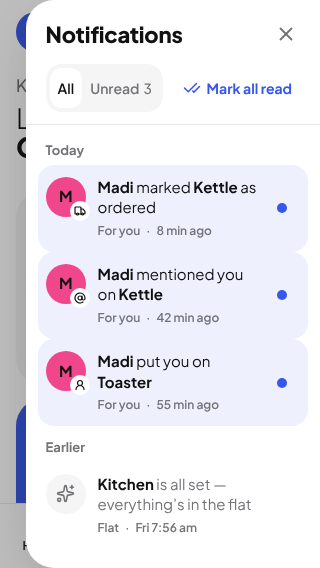 Notifications
All
Unread 3
Mark all read
Today
M
Madi marked Kettle as
ordered
For you · 8 min ago
M
@
Madi mentioned you
on Kettle
For you · 42 min ago
M
Madi put you on
Toaster
For you · 55 min ago
Earlier
Kitchen is all set —
everything's in the flat
Flat · Fri 7:56 am